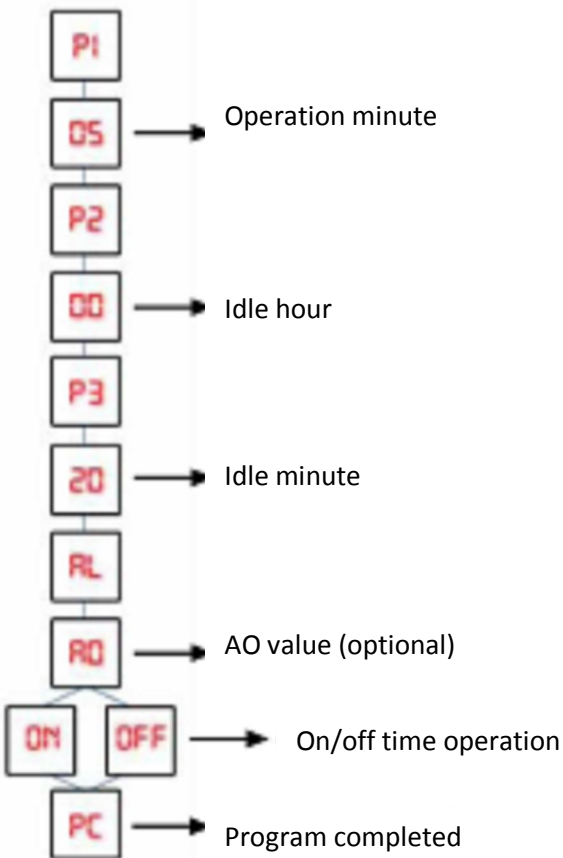 P1
05 Operation minute
P2
00 Idle hour
P3
20 Idle minute
AL
A0 AO value (optional)
ON OFF On/off time operation
PC Program completed